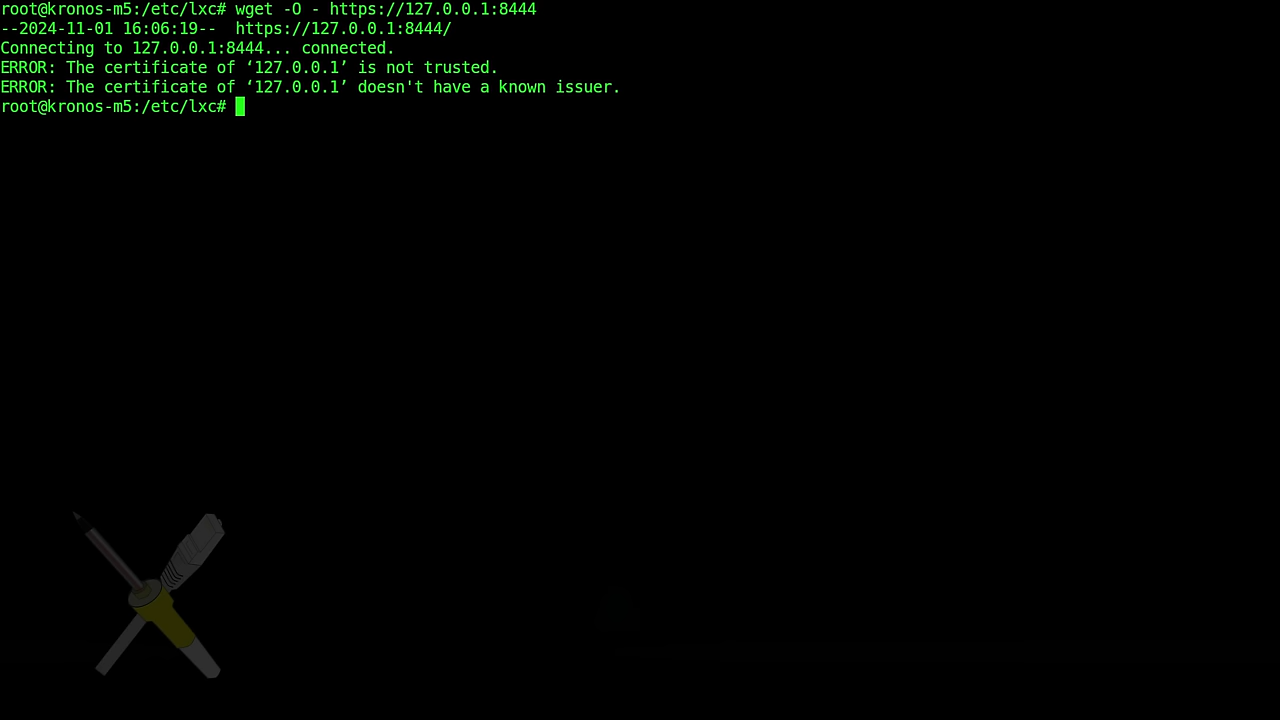 root@kronos-m5:/etc/lxc# wget -O - https://127.0.0.1:8444
--2024-11-01 16:06:19--  https://127.0.0.1:8444/
Connecting to 127.0.0.1:8444... connected.
ERROR: The certificate of ‘127.0.0.1’ is not trusted.
ERROR: The certificate of ‘127.0.0.1’ doesn't have a known issuer.
root@kronos-m5:/etc/lxc#